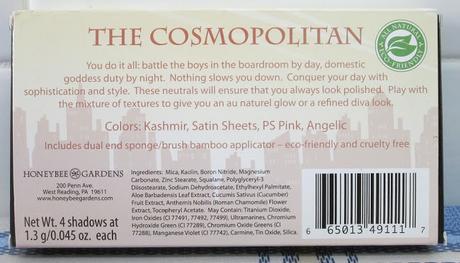 THE COSMOPOLITAN
ALL NATURAL
ECO-FRIENDLY
You do it all: battle the boys in the boardroom by day, domestic
goddess duty by night. Nothing slows you down. Conquer your day with
sophistication and style. These neutrals will ensure that you always look polished. Play with
the mixture of textures to give you an au naturel glow or a refined diva look.
Colors: Kashmir, Satin Sheets, PS Pink, Angelic
Includes dual end sponge/brush bamboo applicator – eco-friendly and cruelty free
HONEYBEE GARDENS
200 Penn Ave.
West Reading, PA 19611
honeybeegardens.com
Net Wt. 4 shadows at
1.3 g/0.045 oz. each
Ingredients: Mica, Kaolin, Boron Nitride, Magnesium
Carbonate, Zinc Stearate, Squalane, Polyglyceryl-3
Diisostearate, Sodium Dehydroacetate, Ethylhexyl Palmitate,
Aloe Barbadensis Leaf Extract, Cucumis Sativus (Cucumber)
Fruit Extract, Anthemis Nobilis (Roman Chamomile) Flower
Extract, Tocopheryl Acetate. May Contain: Titanium Dioxide,
Iron Oxides (CI 77491, 77492, 77499), Ultramarines, Chromium
Hydroxide Green (CI 77289), Chromium Oxide Greens (CI
77288), Manganese Violet (CI 77742), Carmine, Tin Oxide, Silica.
6 65013 49111 7